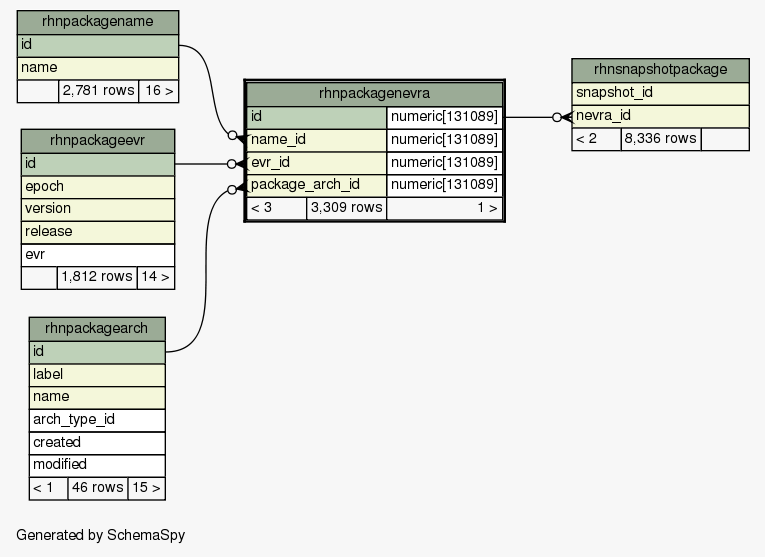 rhnpackagename
id
name
2,781 rows 16 >
rhnpackageevr
id
epoch
version
release
evr
1,812 rows 14 >
rhnpackagearch
id
label
name
arch_type_id
created
modified
< 1 46 rows 15 >
rhnpackagenevra
id numeric[131089]
name_id numeric[131089]
evr_id numeric[131089]
package_arch_id numeric[131089]
< 3 3,309 rows 1 >
rhnsnapshotpackage
snapshot_id
nevra_id
< 2 8,336 rows
Generated by SchemaSpy